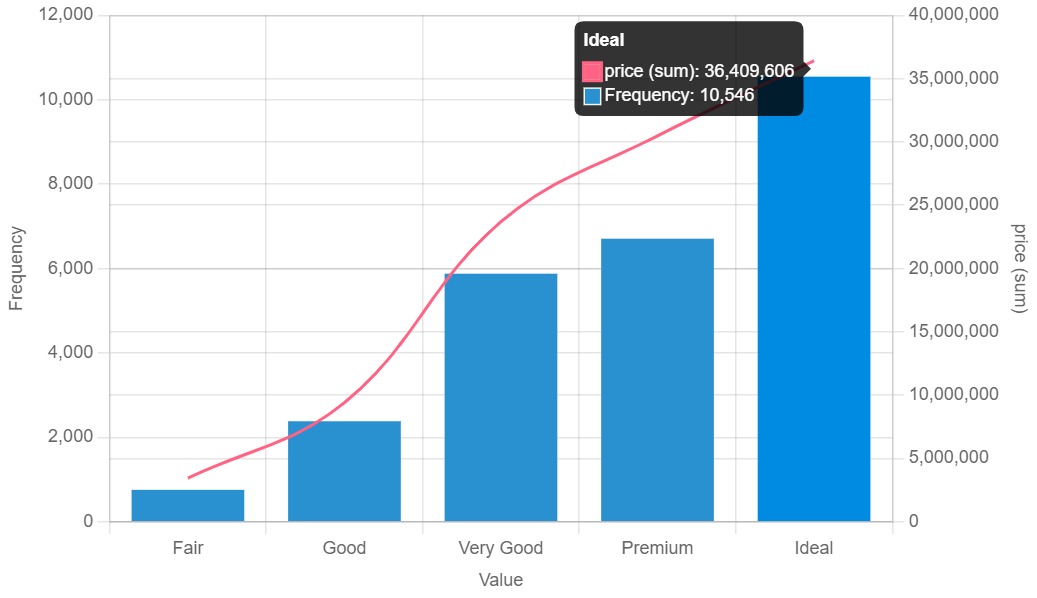 12,000
10,000
8,000
6,000
4,000
2,000
0
Frequency
40,000,000
35,000,000
30,000,000
25,000,000
20,000,000
15,000,000
10,000,000
5,000,000
0
price (sum)
Ideal
price (sum): 36,409,606
Frequency: 10,546
Fair Good Very Good Premium Ideal
Value